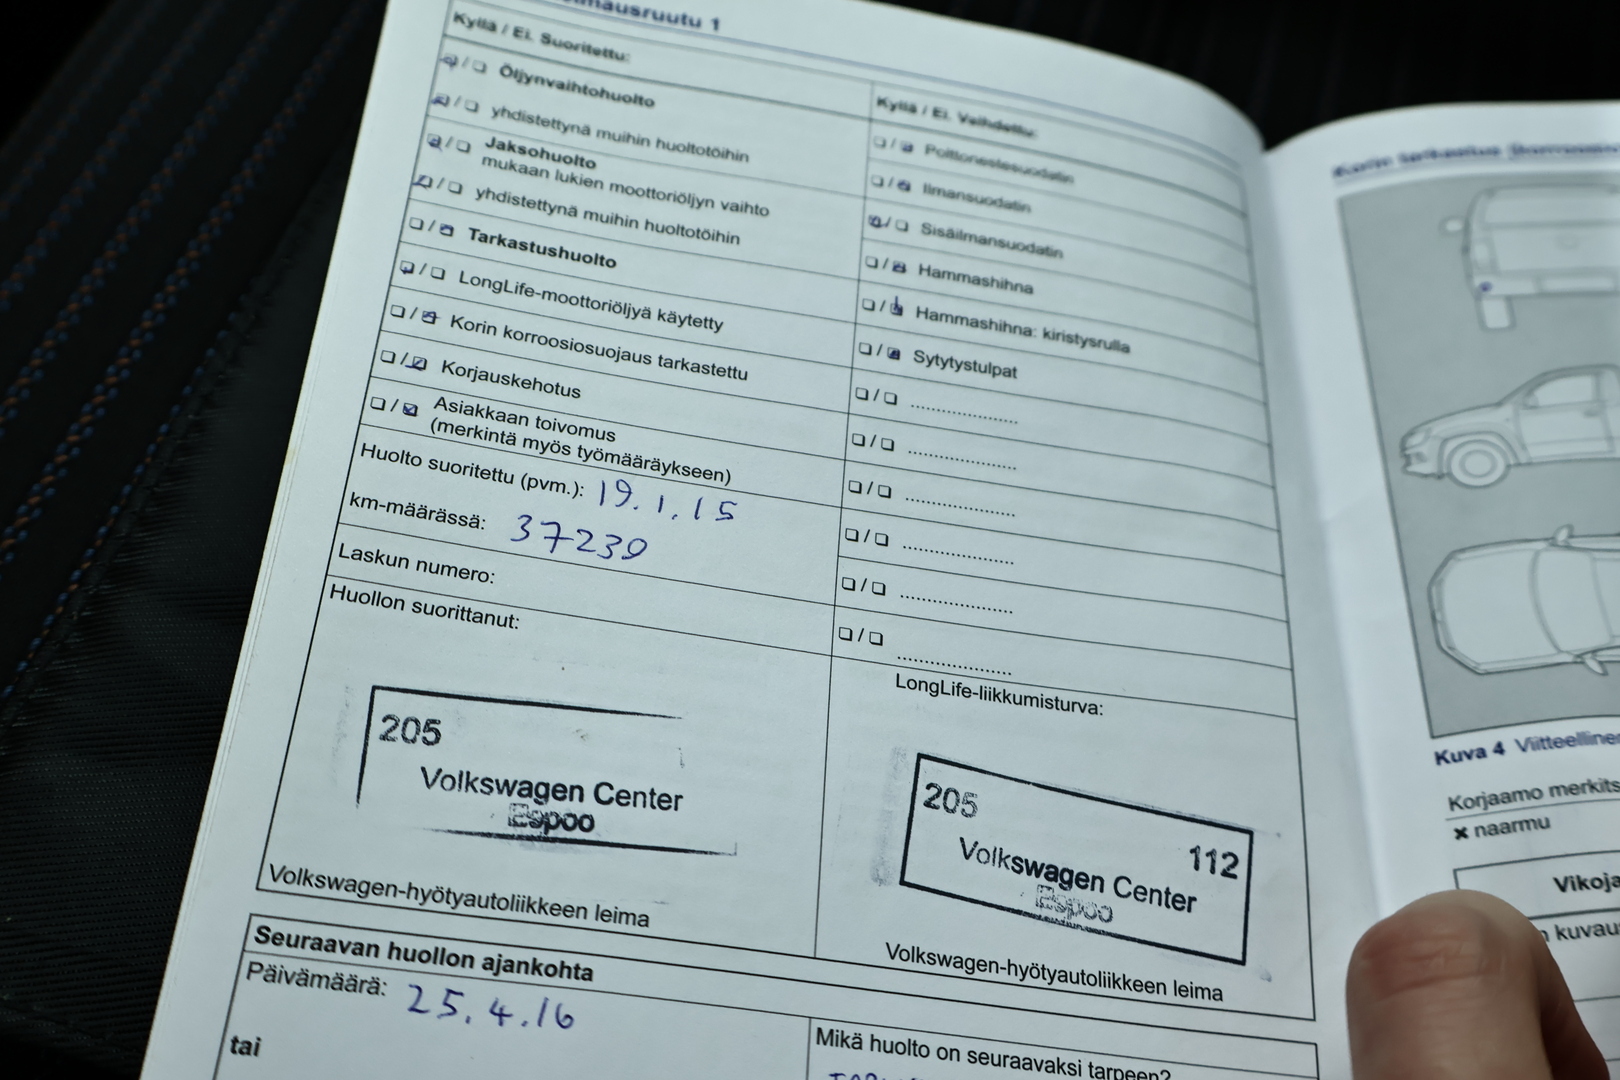 Kyllä / Ei. Suoritettu:
Öljynvaihtohuolto
yhdistettynä muihin huoltotöihin
Jaksohuolto
mukaan lukien moottoriöljyn vaihto
yhdistettynä muihin huoltotöihin
Tarkastushuolto
LongLife-moottoriöljyä käytetty
Korin korroosiosuojaus tarkastettu
Korjauskehotus
Asiakkaan toivomus
(merkintä myös työmääräykseen)
Huolto suoritettu (pvm.): 19.1.15
km-määrässä: 37239
Laskun numero:
Huollon suorittanut:
205
Volkswagen Center
Espoo
Volkswagen-hyötyautoliikkeen leima
Kyllä / Ei. Vaihdettu:
Polttonestesuodatin
Ilmansuodatin
Sisäilmansuodatin
Hammashihna
Hammashihna: kiristysrulla
Sytytystulpat
LongLife-liikkumisturva:
205
112
Volkswagen Center
Espoo
Volkswagen-hyötyautoliikkeen leima
Seuraavan huollon ajankohta
Päivämäärä: 25.4.16
tai
Mikä huolto on seuraavaksi tarpeen?
Korin tarkastus
Kuva 4
Korjaamo
✖ naarmu